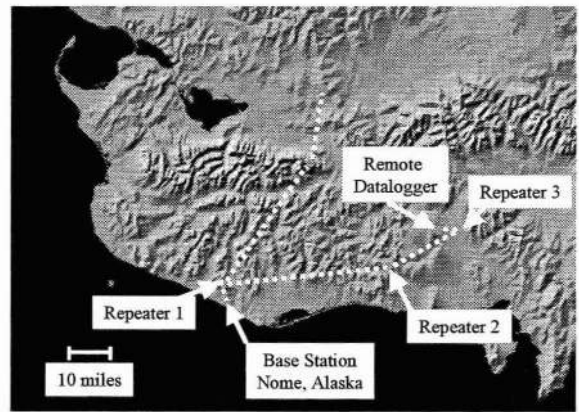 Remote
Datalogger
Repeater 3
Repeater 1
Repeater 2
Base Station
Nome, Alaska
10 miles